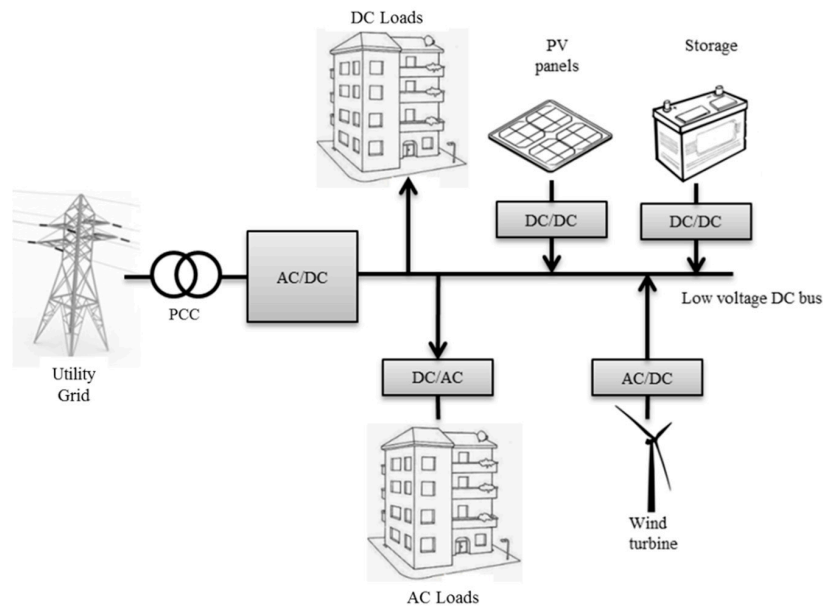 DC Loads
PV
panels
Storage
DC/DC
DC/DC
AC/DC
PCC
Low voltage DC bus
Utility
Grid
DC/AC
AC/DC
Wind
turbine
AC Loads